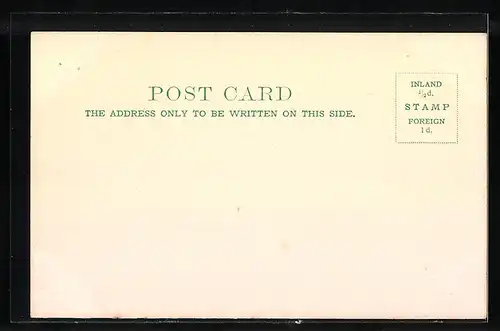 POST CARD
THE ADDRESS ONLY TO BE WRITTEN ON THIS SIDE.
INLAND
½d.
STAMP
FOREIGN
1d.